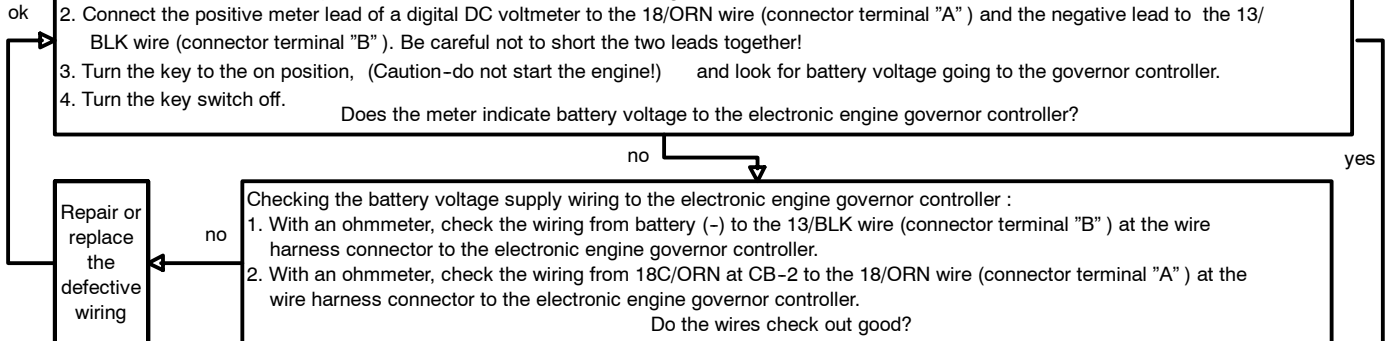 ok
2. Connect the positive meter lead of a digital DC voltmeter to the 18/ORN wire (connector terminal ”A” ) and the negative lead to the 13/
BLK wire (connector terminal ”B” ). Be careful not to short the two leads together!
3. Turn the key to the on position, (Caution-do not start the engine!) and look for battery voltage going to the governor controller.
4. Turn the key switch off.
Does the meter indicate battery voltage to the electronic engine governor controller?
no
yes
Checking the battery voltage supply wiring to the electronic engine governor controller :
1. With an ohmmeter, check the wiring from battery (-) to the 13/BLK wire (connector terminal ”B” ) at the wire
harness connector to the electronic engine governor controller.
2. With an ohmmeter, check the wiring from 18C/ORN at CB-2 to the 18/ORN wire (connector terminal ”A” ) at the
wire harness connector to the electronic engine governor controller.
Do the wires check out good?
no
Repair or
replace
the
defective
wiring